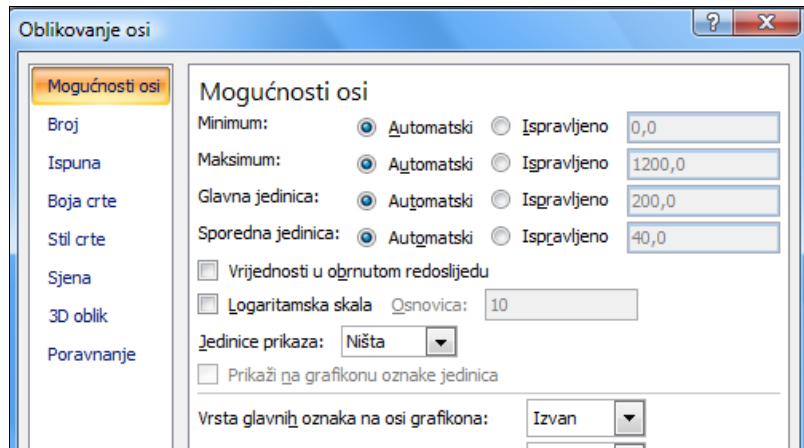 Oblikovanje osi
Mogućnosti osi
Broj
Ispuna
Boja crte
Stil crte
Sjena
3D oblik
Poravnanje
Mogućnosti osi
Minimum: Automatski Ispravljeno 0,0
Maksimum: Automatski Ispravljeno 1200,0
Glavna jedinica: Automatski Ispravljeno 200,0
Sporedna jedinica: Automatski Ispravljeno 40,0
Vrijednosti u obrnutom redoslijedu
Logaritamska skala Osnovica: 10
Jedinice prikaza: Ništa
Prikaži na grafikonu oznake jedinica
Vrsta glavnih oznaka na osi grafikona: Izvan